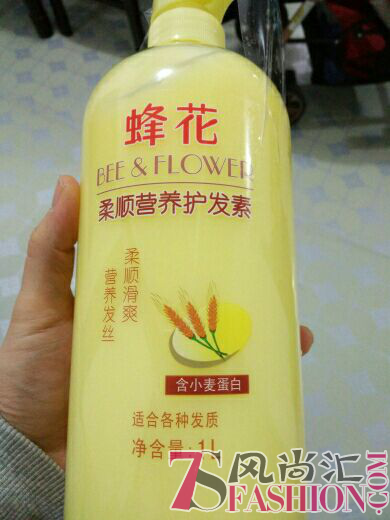 蜂花
BEE & FLOWER
柔顺营养护发素
柔顺滑爽
营养发丝
含小麦蛋白
适合各种发质
净含量：1L
7S风尚汇
FASHION.COM